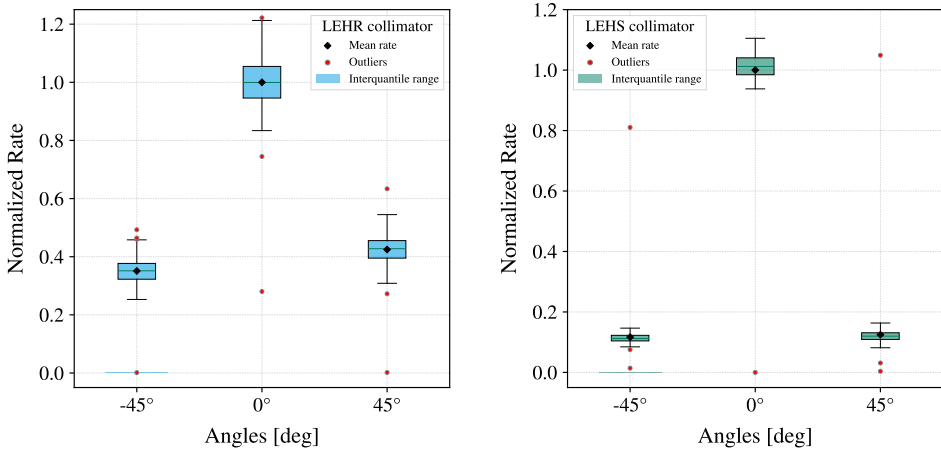 LEHR collimator
Mean rate
Outliers
Interquantile range
Normalized Rate
1.2
1.0
0.8
0.6
0.4
0.2
0.0
-45°
0°
45°
Angles [deg]
LEHS collimator
Mean rate
Outliers
Interquantile range
Normalized Rate
1.2
1.0
0.8
0.6
0.4
0.2
0.0
-45°
0°
45°
Angles [deg]